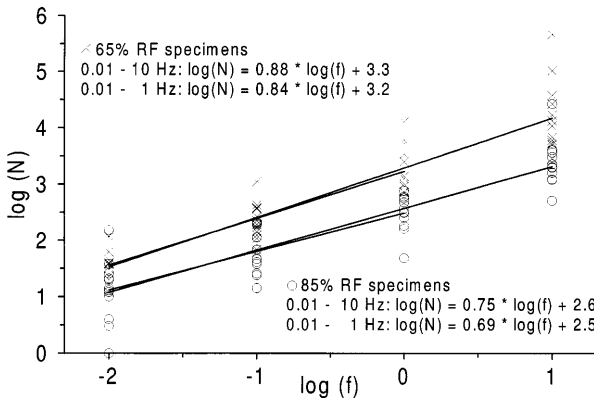 6
5
4
3
2
1
0
log (N)
65% RF specimens
0.01 - 10 Hz: log(N) = 0.88 * log(f) + 3.3
0.01 - 1 Hz: log(N) = 0.84 * log(f) + 3.2
85% RF specimens
0.01 - 10 Hz: log(N) = 0.75 * log(f) + 2.6
0.01 - 1 Hz: log(N) = 0.69 * log(f) + 2.5
-2 -1 0 1
log (f)